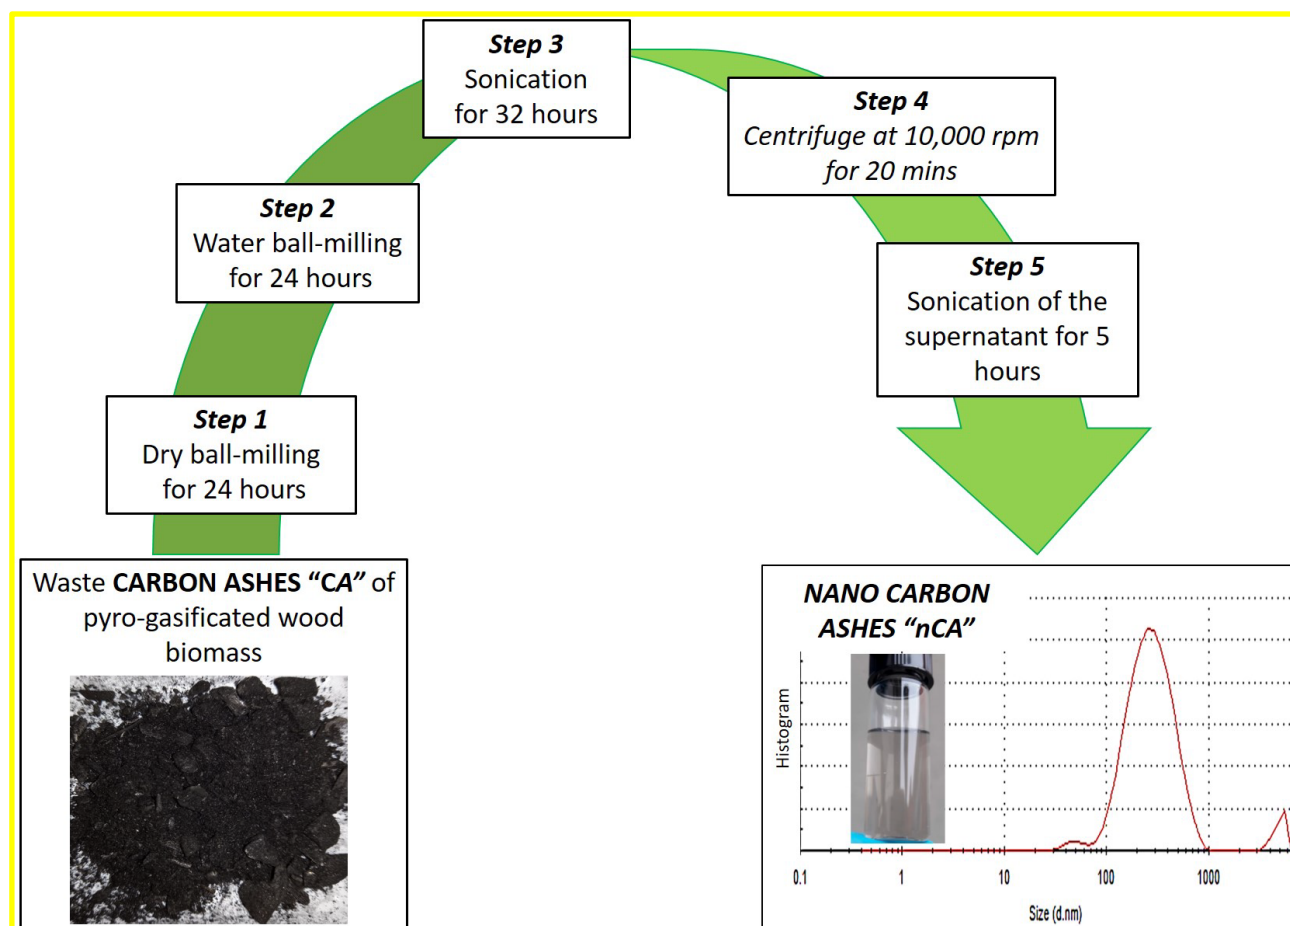 Step 3
Sonication
for 32 hours
Step 4
Centrifuge at 10,000 rpm
for 20 mins
Step 2
Water ball-milling
for 24 hours
Step 5
Sonication of the
supernatant for 5
hours
Step 1
Dry ball-milling
for 24 hours
Waste CARBON ASHES “CA” of
pyro-gasificated wood
biomass
NANO CARBON
ASHES “nCA”
Histogram
0.1 1 10 100 1000
Size (d.nm)